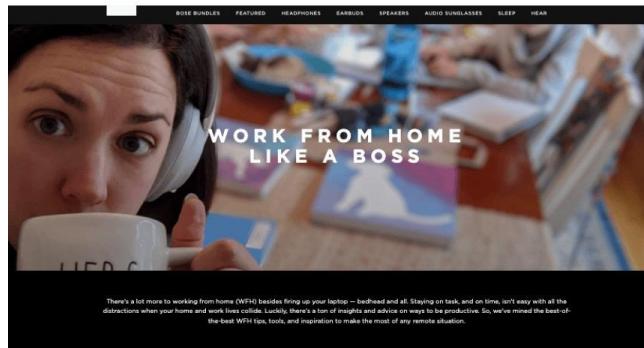 BOSE BUNDLES FEATURED HEADPHONES EARBUDS SPEAKERS AUDIO SUNGLASSES SLEEP HEAR
WORK FROM HOME
LIKE A BOSS
There's a lot more to working from home (WFH) besides firing up your laptop — bedhead and all. Staying on task, and on time, isn't easy with all the
distractions when your home and work lives collide. Luckily, there's a ton of insights and advice on ways to be productive. So, we've mined the best-of-
the-best WFH tips, tools, and inspiration to make the most of any remote situation.